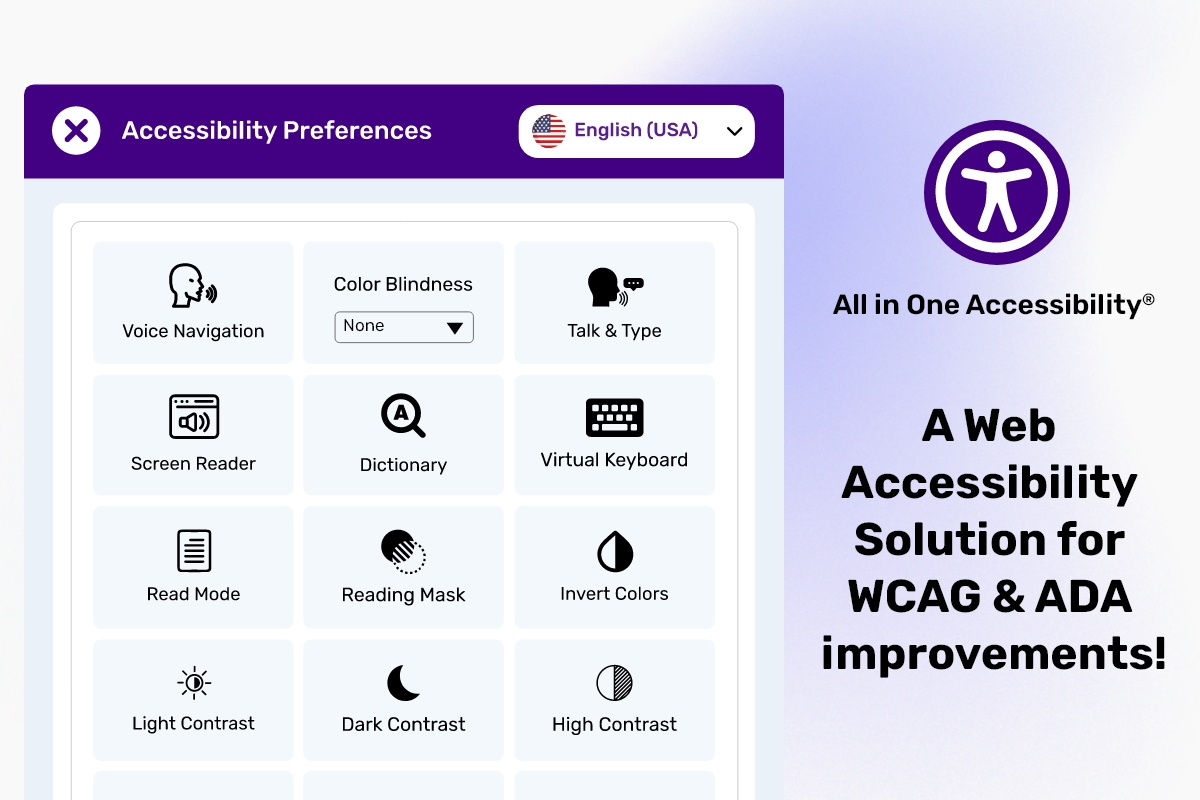 Accessibility Preferences
English (USA)
Voice Navigation
Color Blindness
None
Talk & Type
Screen Reader
A
Dictionary
Virtual Keyboard
Read Mode
Reading Mask
Invert Colors
Light Contrast
Dark Contrast
High Contrast
All in One Accessibility®
A Web
Accessibility
Solution for
WCAG & ADA
improvements!